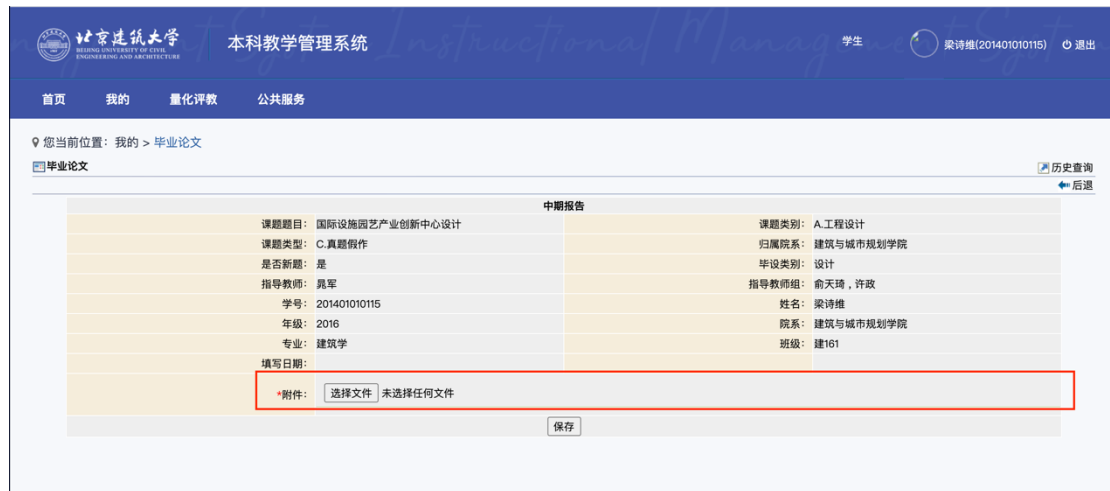 北京建筑大学
BEIJING UNIVERSITY OF CIVIL
ENGINEERING AND ARCHITECTURE
本科教学管理系统
学生
梁诗维(201401010115)
退出
首页 我的 量化评教 公共服务
您当前位置：我的 > 毕业论文
毕业论文
历史查询
后退
中期报告
课题题目： 国际设施园艺产业创新中心设计 课题类别： A.工程设计
课题类型： C.真题假作 归属院系： 建筑与城市规划学院
是否新题： 是 毕设类别： 设计
指导教师： 晁军 指导教师组： 俞天琦，许政
学号： 201401010115 姓名： 梁诗维
年级： 2016 院系： 建筑与城市规划学院
专业： 建筑学 班级： 建161
填写日期：
*附件： 选择文件 未选择任何文件
保存